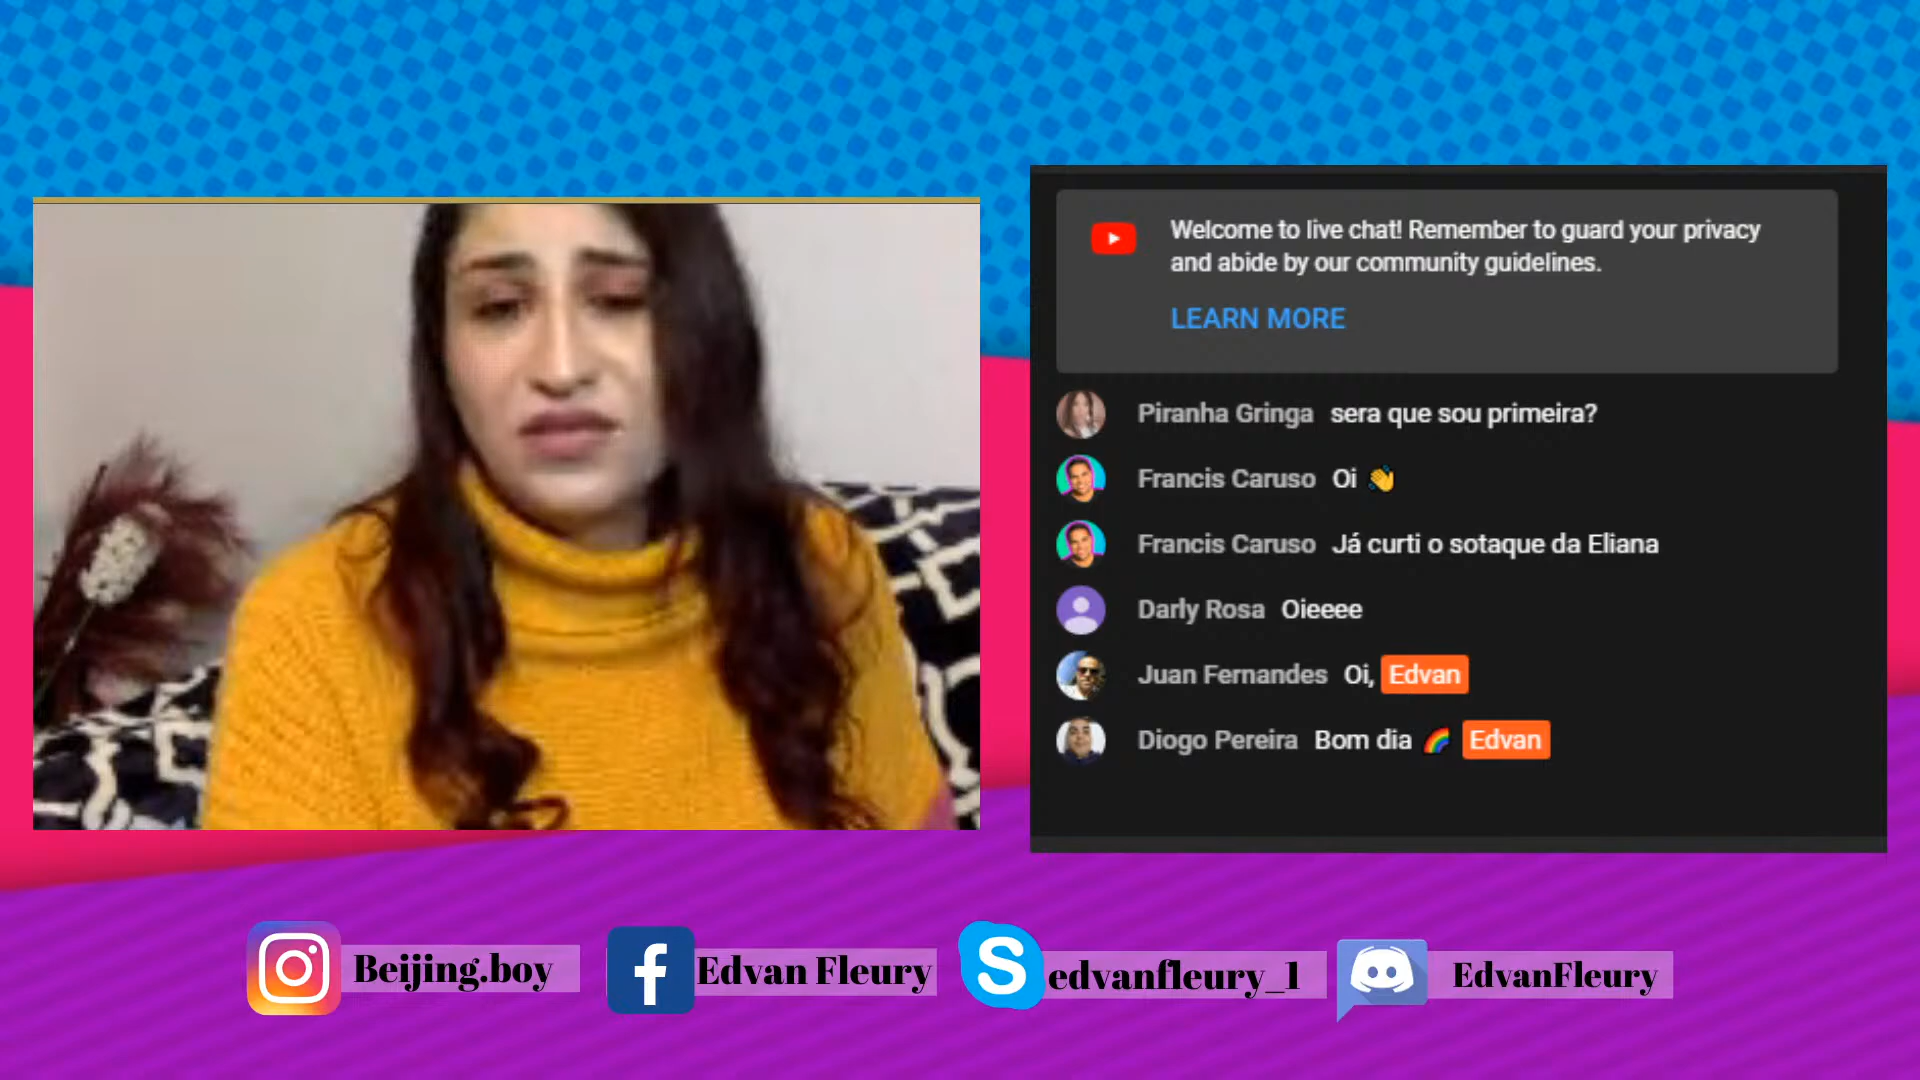 Welcome to live chat! Remember to guard your privacy
and abide by our community guidelines.
LEARN MORE
Piranha Gringa sera que sou primeira?
Francis Caruso Oi 👋
Francis Caruso Já curti o sotaque da Eliana
Darly Rosa Oieeee
Juan Fernandes Oi, Edvan
Diogo Pereira Bom dia 🌈 Edvan
Beijing.boy
Edvan Fleury
edvanfleury_1
EdvanFleury